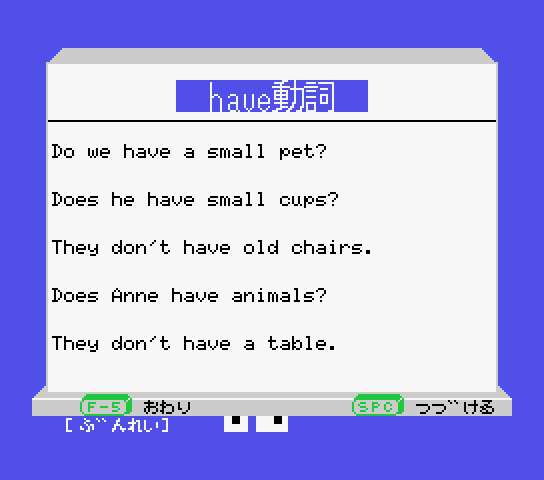 have動詞
Do we have a small pet?
Does he have small cups?
They don't have old chairs.
Does Anne have animals?
They don't have a table.
F-5 おわり SPC つづける
[ぶんれい]